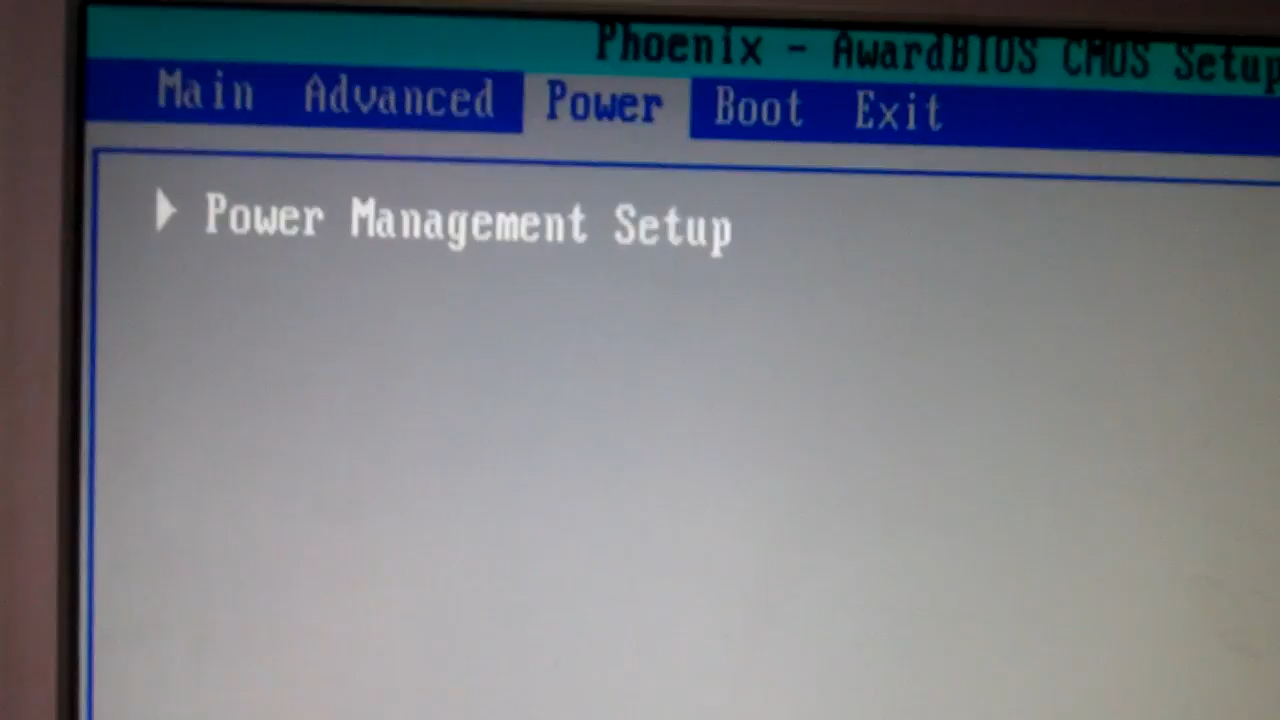 Phoenix - AwardBIOS CMOS Setup
Main Advanced Power Boot Exit
Power Management Setup